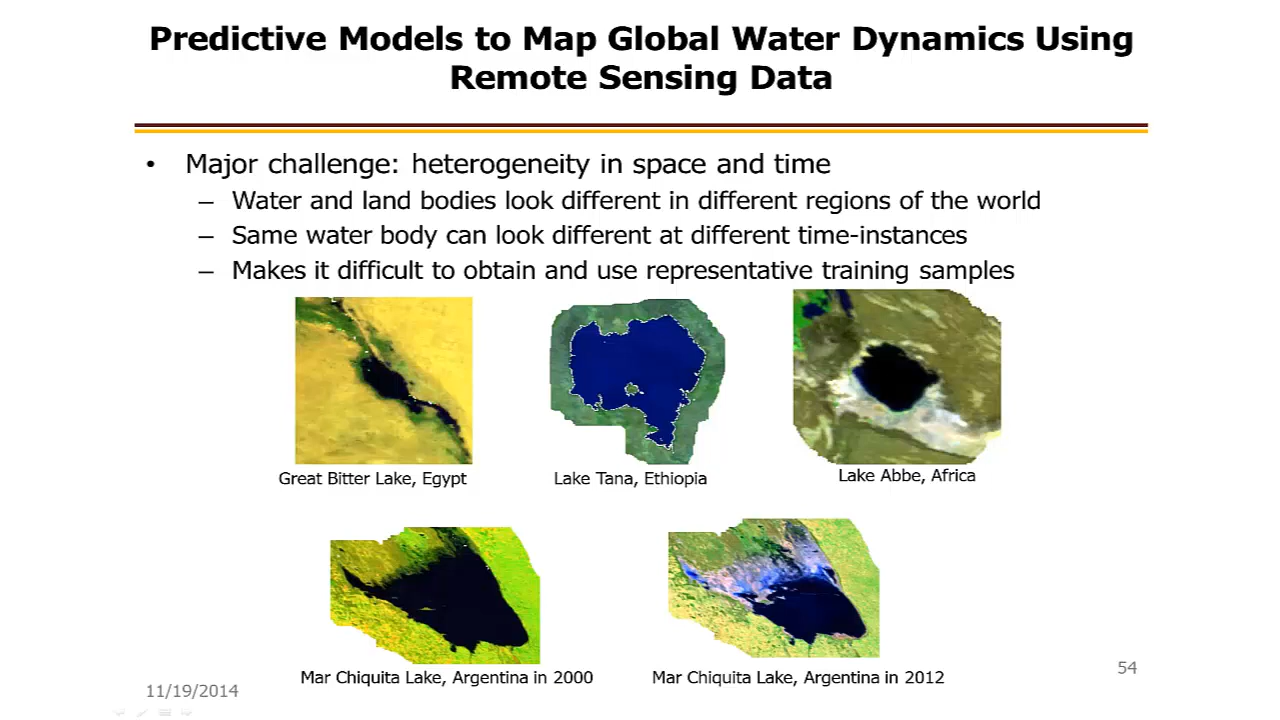 Predictive Models to Map Global Water Dynamics Using
Remote Sensing Data
• Major challenge: heterogeneity in space and time
– Water and land bodies look different in different regions of the world
– Same water body can look different at different time-instances
– Makes it difficult to obtain and use representative training samples
Great Bitter Lake, Egypt
Lake Tana, Ethiopia
Lake Abbe, Africa
Mar Chiquita Lake, Argentina in 2000
Mar Chiquita Lake, Argentina in 2012
54
11/19/2014